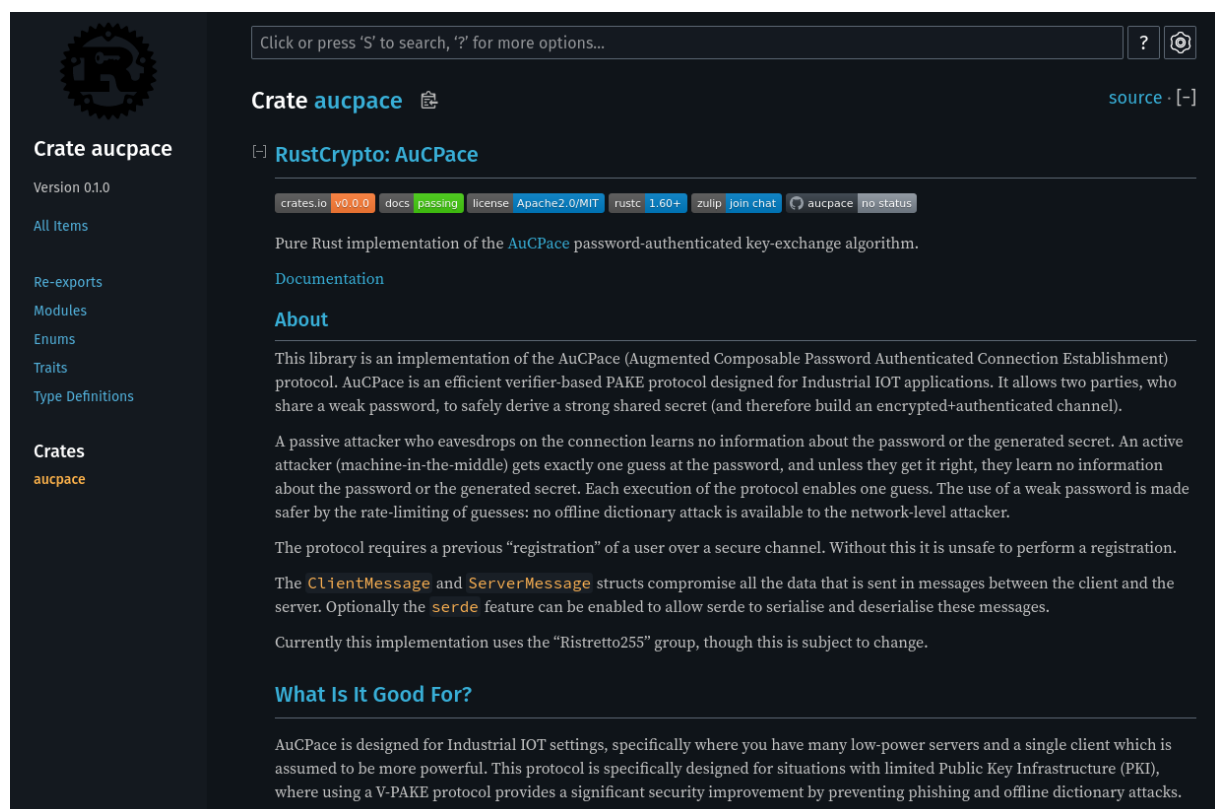 Click or press ‘S’ to search, ‘?’ for more options…
?
Crate aucpace
source · [-]
Crate aucpace
Version 0.1.0
All Items
Re-exports
Modules
Enums
Traits
Type Definitions
Crates
aucpace
[-] RustCrypto: AuCPace
crates.io v0.0.0 docs passing license Apache2.0/MIT rustc 1.60+ zulip join chat aucpace no status
Pure Rust implementation of the AuCPace password-authenticated key-exchange algorithm.
Documentation
About
This library is an implementation of the AuCPace (Augmented Composable Password Authenticated Connection Establishment)
protocol. AuCPace is an efficient verifier-based PAKE protocol designed for Industrial IOT applications. It allows two parties, who
share a weak password, to safely derive a strong shared secret (and therefore build an encrypted+authenticated channel).
A passive attacker who eavesdrops on the connection learns no information about the password or the generated secret. An active
attacker (machine-in-the-middle) gets exactly one guess at the password, and unless they get it right, they learn no information
about the password or the generated secret. Each execution of the protocol enables one guess. The use of a weak password is made
safer by the rate-limiting of guesses: no offline dictionary attack is available to the network-level attacker.
The protocol requires a previous “registration” of a user over a secure channel. Without this it is unsafe to perform a registration.
The ClientMessage and ServerMessage structs compromise all the data that is sent in messages between the client and the
server. Optionally the serde feature can be enabled to allow serde to serialise and deserialise these messages.
Currently this implementation uses the “Ristretto255” group, though this is subject to change.
What Is It Good For?
AuCPace is designed for Industrial IOT settings, specifically where you have many low-power servers and a single client which is
assumed to be more powerful. This protocol is specifically designed for situations with limited Public Key Infrastructure (PKI),
where using a V-PAKE protocol provides a significant security improvement by preventing phishing and offline dictionary attacks.